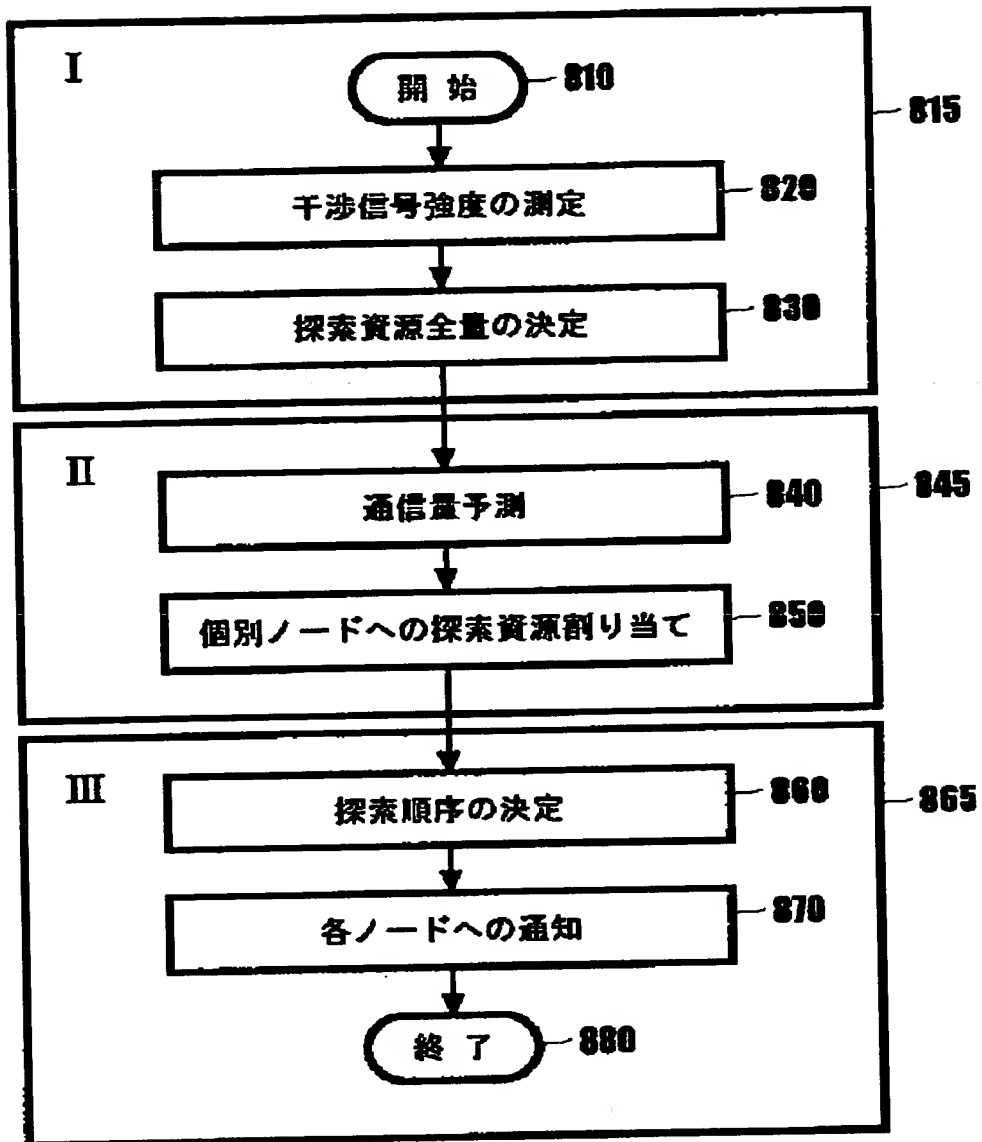 I
開始
810
815
干渉信号強度の測定
820
探索資源全量の決定
830
II
845
通信量予測
840
個別ノードへの探索資源割り当て
850
III
865
探索順序の決定
860
各ノードへの通知
870
終了
880